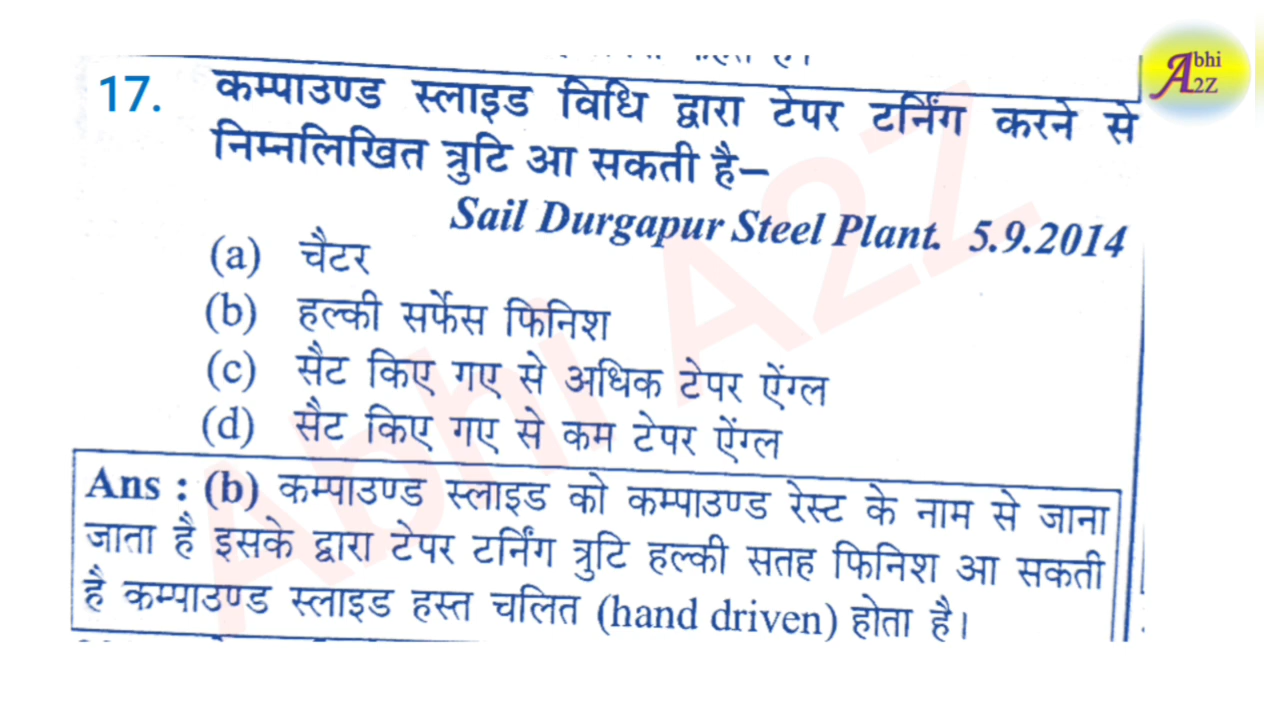 Abhi
A2Z
17. कम्पाउण्ड स्लाइड विधि द्वारा टेपर टर्निंग करने से
निम्नलिखित त्रुटि आ सकती है–
Sail Durgapur Steel Plant. 5.9.2014
(a) चैटर
(b) हल्की सर्फेस फिनिश
(c) सैट किए गए से अधिक टेपर ऐंग्ल
(d) सैट किए गए से कम टेपर ऐंग्ल
Ans : (b) कम्पाउण्ड स्लाइड को कम्पाउण्ड रेस्ट के नाम से जाना
जाता है इसके द्वारा टेपर टर्निंग त्रुटि हल्की सतह फिनिश आ सकती
है कम्पाउण्ड स्लाइड हस्त चलित (hand driven) होता है।
Abhi A2Z